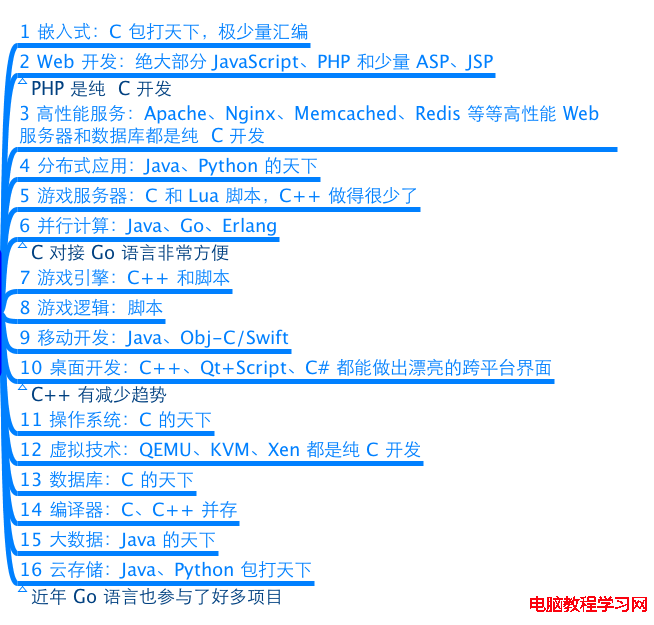 1 嵌入式：C 包打天下，极少量汇编
2 Web 开发：绝大部分 JavaScript、PHP 和少量 ASP、JSP
PHP 是纯 C 开发
3 高性能服务：Apache、Nginx、Memcached、Redis 等等高性能 Web
服务器和数据库都是纯 C 开发
4 分布式应用：Java、Python 的天下
5 游戏服务器：C 和 Lua 脚本，C++ 做得很少了
6 并行计算：Java、Go、Erlang
C 对接 Go 语言非常方便
7 游戏引擎：C++ 和脚本
8 游戏逻辑：脚本
9 移动开发：Java、Obj-C/Swift
10 桌面开发：C++、Qt+Script、C# 都能做出漂亮的跨平台界面
C++ 有减少趋势
11 操作系统：C 的天下
12 虚拟技术：QEMU、KVM、Xen 都是纯 C 开发
13 数据库：C 的天下
14 编译器：C、C++ 并存
15 大数据：Java 的天下
16 云存储：Java、Python 包打天下
近年 Go 语言也参与了好多项目
电脑教程学习网